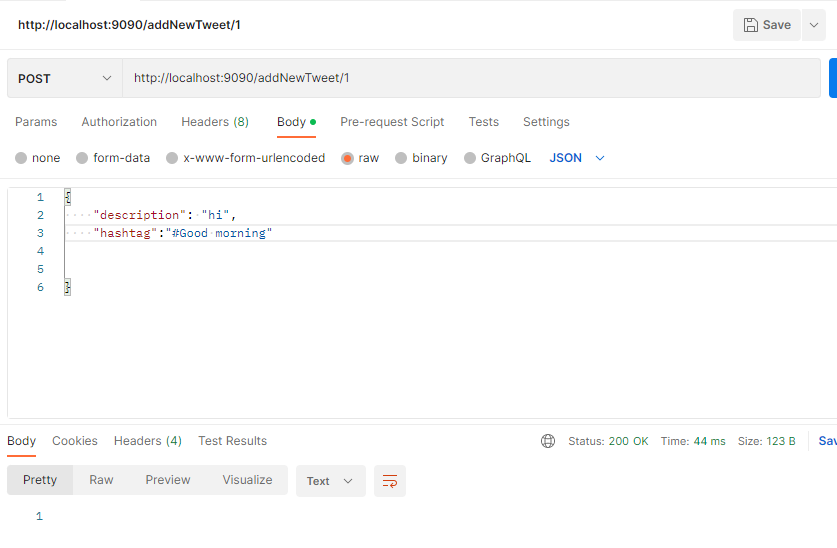 http://localhost:9090/addNewTweet/1 Save
POST http://localhost:9090/addNewTweet/1
Params Authorization Headers (8) Body Pre-request Script Tests Settings
none form-data x-www-form-urlencoded raw binary GraphQL JSON
1 {
2 "description": "hi",
3 "hashtag":"#Good morning"
4
5
6 }
Body Cookies Headers (4) Test Results Status: 200 OK Time: 44 ms Size: 123 B Sav
Pretty Raw Preview Visualize Text
1